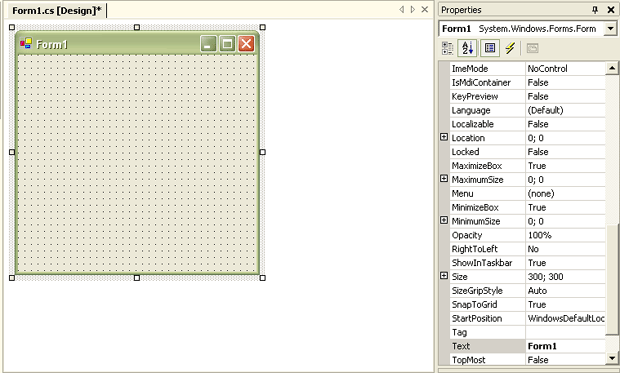 Form1.cs [Design]*
Form1
Properties
Form1 System.Windows.Forms.Form
ImeMode NoControl
IsMdiContainer False
KeyPreview False
Language (Default)
Localizable False
Location 0; 0
Locked False
MaximizeBox True
MaximumSize 0; 0
Menu (none)
MinimizeBox True
MinimumSize 0; 0
Opacity 100%
RightToLeft No
ShowInTaskbar True
Size 300; 300
SizeGripStyle Auto
SnapToGrid True
StartPosition WindowsDefaultLoc
Tag
Text Form1
TopMost False